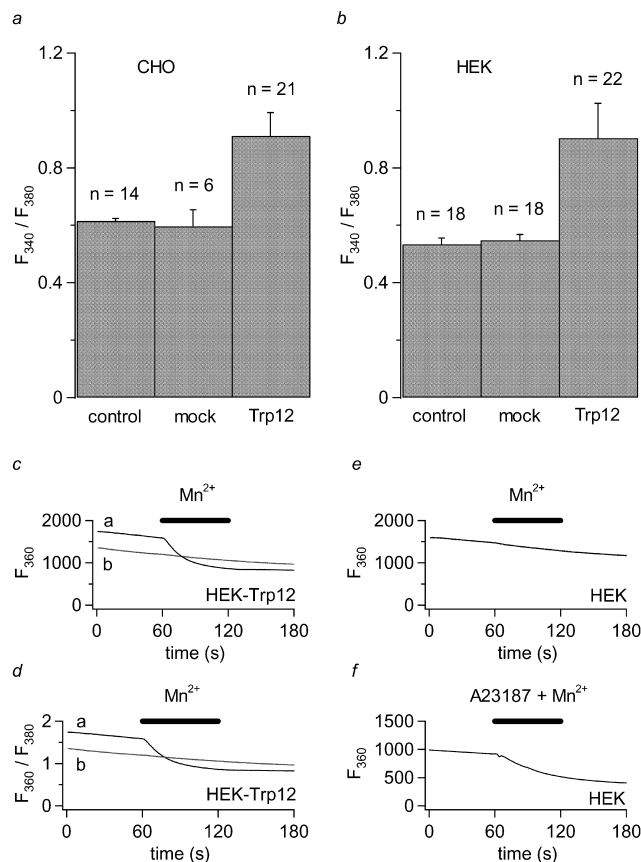 a
CHO
n = 14
n = 6
n = 21
F340 / F380
1.2
0.8
0.4
0
control
mock
Trp12
b
HEK
n = 18
n = 18
n = 22
F340 / F380
1.2
0.8
0.4
0
control
mock
Trp12
c
Mn2+
F360
2000
1000
0
a
b
HEK-Trp12
0
60
120
180
time (s)
e
Mn2+
F360
2000
1000
0
HEK
0
60
120
180
time (s)
d
Mn2+
F360 / F380
2
1
0
a
b
HEK-Trp12
0
60
120
180
time (s)
f
A23187 + Mn2+
F360
1500
1000
500
0
HEK
0
60
120
180
time (s)